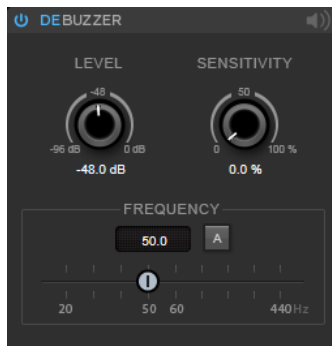 DEBUZZER
LEVEL SENSITIVITY
-48 50
-96 dB 0 dB 0 100 %
-48.0 dB 0.0 %
FREQUENCY
50.0 A
20 50 60 440 Hz